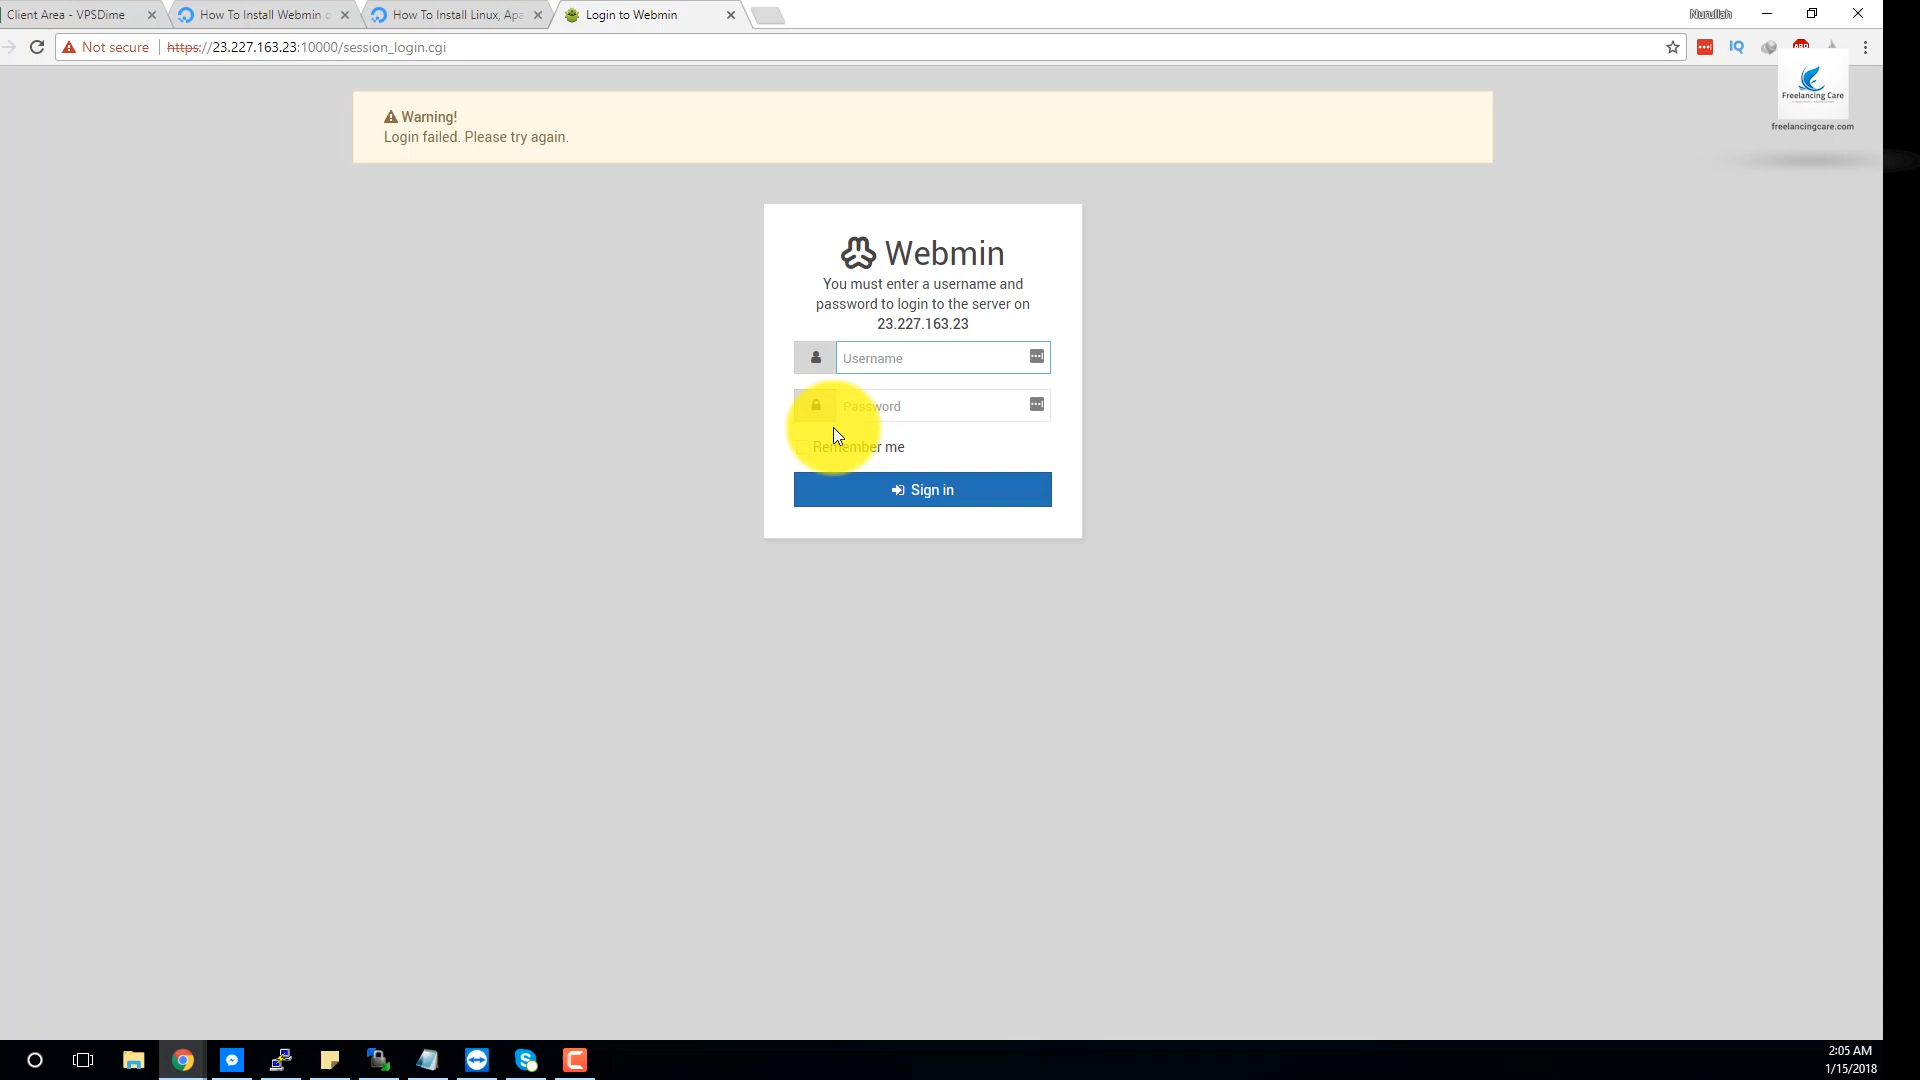 Client Area - VPSDime
How To Install Webmin o
How To Install Linux, Apa
Login to Webmin
Nurullah
Not secure
https://23.227.163.23:10000/session_login.cgi
IQ
ABP
Freelancing Care
freelancingcare.com
Warning!
Login failed. Please try again.
Webmin
You must enter a username and
password to login to the server on
23.227.163.23
Username
Password
Remember me
Sign in
2:05 AM
1/15/2018